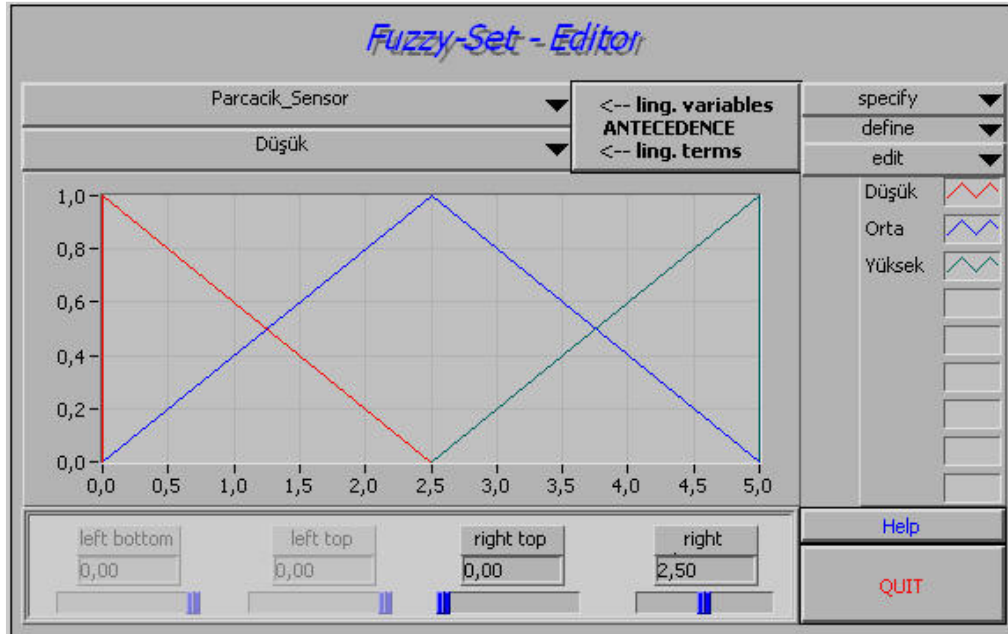 Fuzzy-Set - Editor
Parcacik_Sensor
Düşük
<-- ling. variables
ANTECEDENCE
<-- ling. terms
specify
define
edit
Düşük
Orta
Yüksek
1,0
0,8
0,6
0,4
0,2
0,0
0,0 0,5 1,0 1,5 2,0 2,5 3,0 3,5 4,0 4,5 5,0
left bottom left top right top right
0,00 0,00 0,00 2,50
Help
QUIT